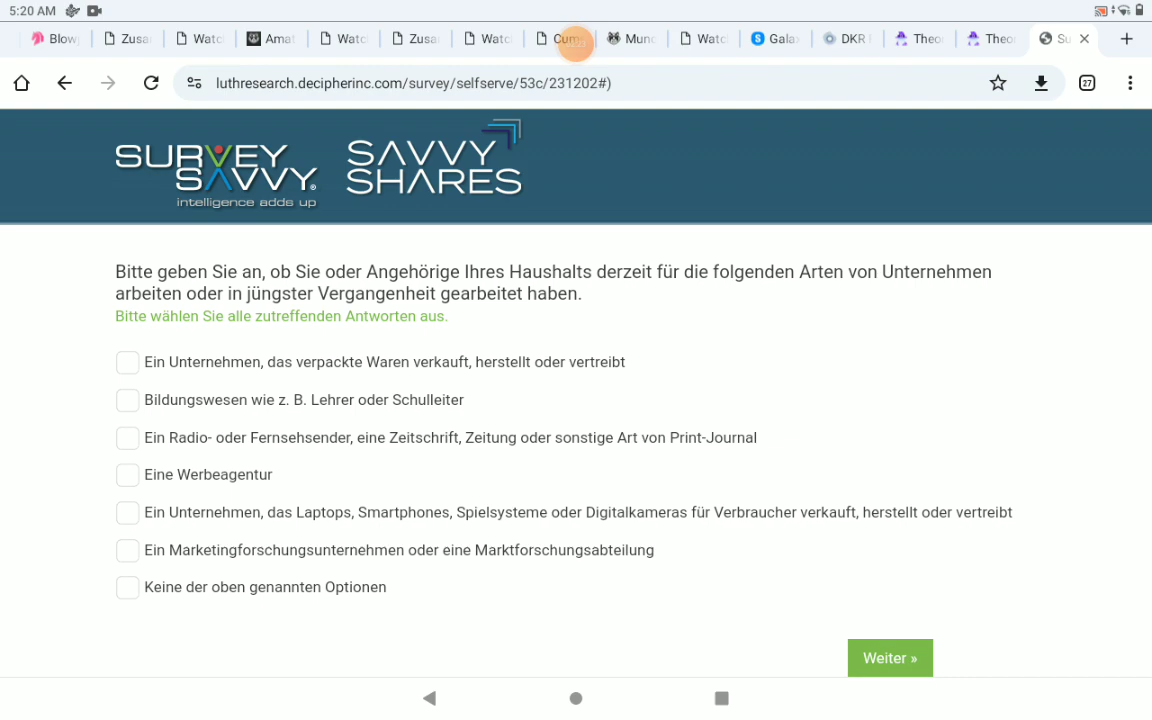 5:20 AM
Blow
Zusa
Watc
Amat
Watc
Zusa
Watc
Cum
Mund
Watc
Gala
DKR
Theo
Theo
Su
luthresearch.decipherinc.com/survey/selfserve/53c/231202#)
27
SURVEY
SAVVY®
intelligence adds up
SAVVY
SHARES
Bitte geben Sie an, ob Sie oder Angehörige Ihres Haushalts derzeit für die folgenden Arten von Unternehmen
arbeiten oder in jüngster Vergangenheit gearbeitet haben.
Bitte wählen Sie alle zutreffenden Antworten aus.
Ein Unternehmen, das verpackte Waren verkauft, herstellt oder vertreibt
Bildungswesen wie z. B. Lehrer oder Schulleiter
Ein Radio- oder Fernsehsender, eine Zeitschrift, Zeitung oder sonstige Art von Print-Journal
Eine Werbeagentur
Ein Unternehmen, das Laptops, Smartphones, Spielsysteme oder Digitalkameras für Verbraucher verkauft, herstellt oder vertreibt
Ein Marketingforschungsunternehmen oder eine Marktforschungsabteilung
Keine der oben genannten Optionen
Weiter »